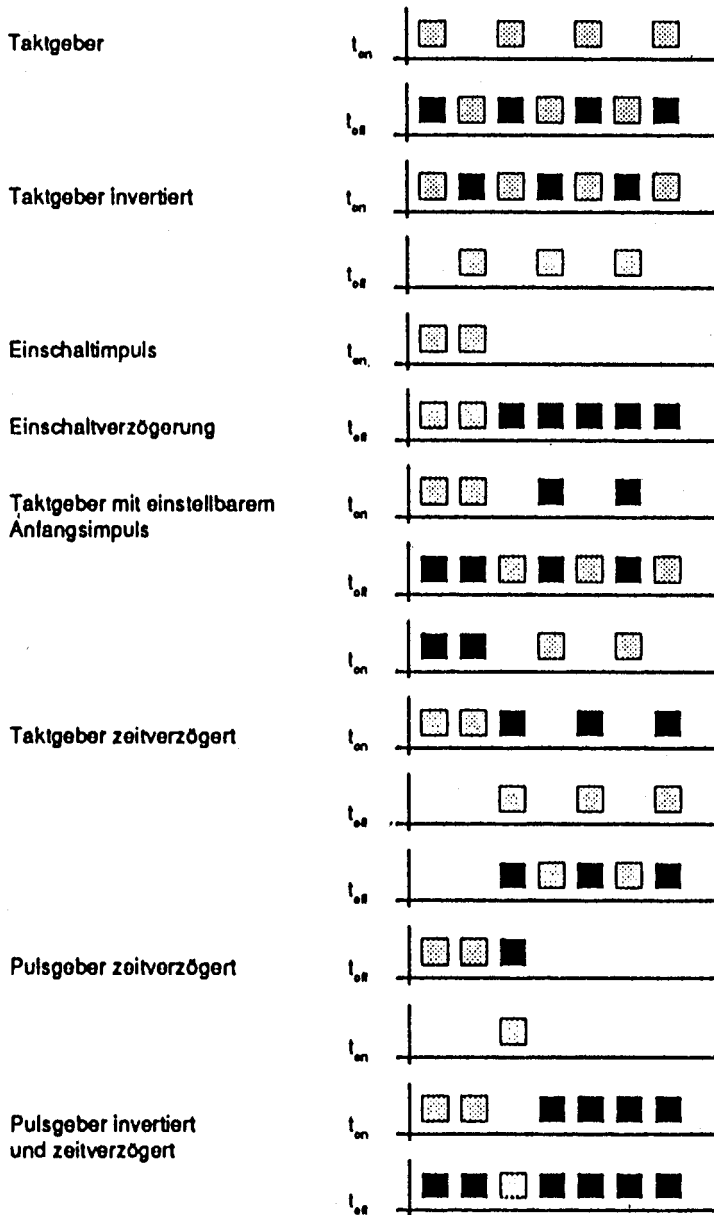 Taktgeber t_on
t_off
Taktgeber invertiert t_on
t_off
Einschaltimpuls t_on
Einschaltverzögerung t_off
Taktgeber mit einstellbarem t_on
Anfangsimpuls
t_off
t_on
Taktgeber zeitverzögert t_on
t_off
t_off
Pulsgeber zeitverzögert t_off
t_on
Pulsgeber invertiert t_on
und zeitverzögert
t_off